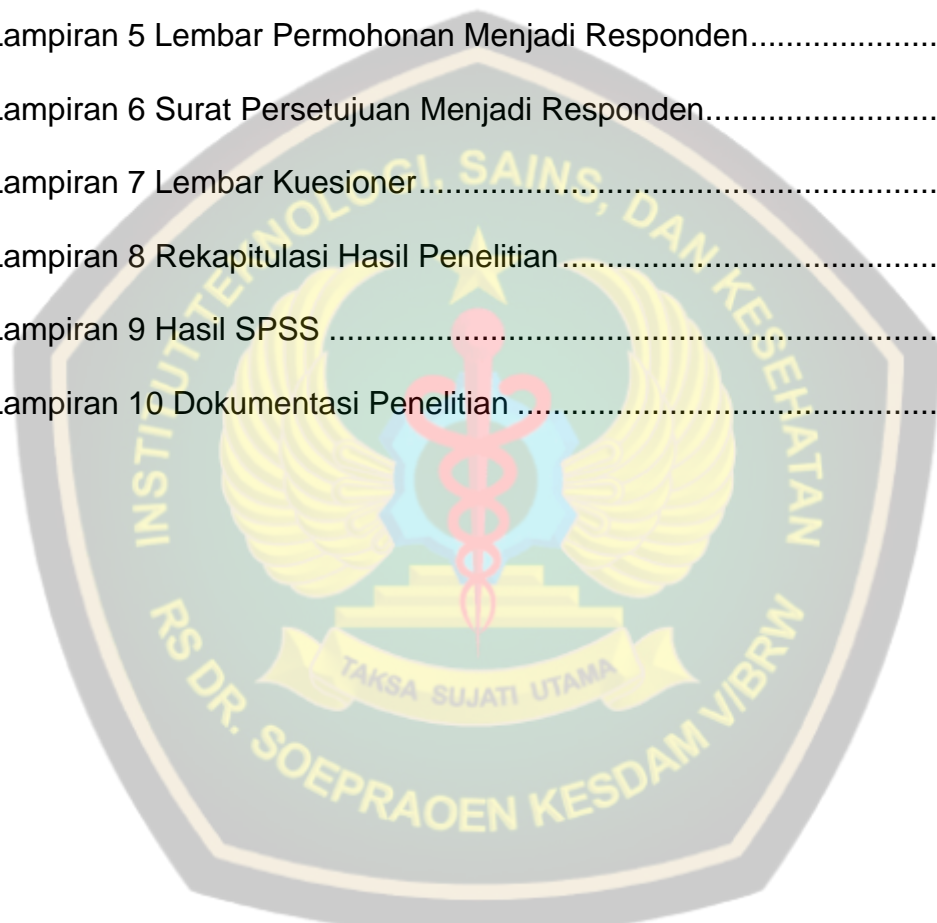 Lampiran 5 Lembar Permohonan Menjadi Responden.....................
Lampiran 6 Surat Persetujuan Menjadi Responden..........................
Lampiran 7 Lembar Kuesioner..........................................................
Lampiran 8 Rekapitulasi Hasil Penelitian..........................................
Lampiran 9 Hasil SPSS ....................................................................
Lampiran 10 Dokumentasi Penelitian ...............................................
INSTITUT TEKNOLOGI, SAINS, DAN KESEHATAN
TAKSA SUJATI UTAMA
RS DR. SOEPRAOEN KESDAM V/BRW